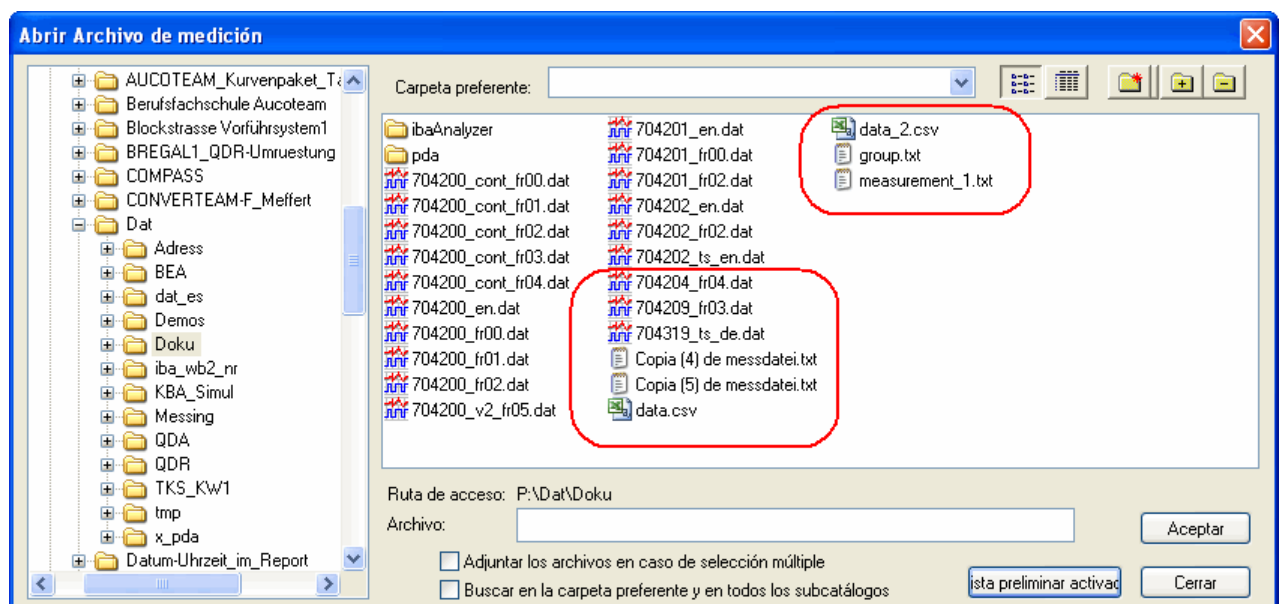 Abrir Archivo de medición
AUCOTEAM_Kurvenpaket_Ta
Berufsfachschule Aucoteam
Blockstrasse Vorführsystem1
BREGAL1_QDR-Umruestung
COMPASS
CONVERTEAM-F_Meffert
Dat
Adress
BEA
dat_es
Demos
Doku
iba_wb2_nr
KBA_Simul
Messing
QDA
QDR
TKS_KW1
tmp
x_pda
Datum-Uhrzeit_im_Report
Carpeta preferente:
ibaAnalyzer
pda
704200_cont_fr00.dat
704200_cont_fr01.dat
704200_cont_fr02.dat
704200_cont_fr03.dat
704200_cont_fr04.dat
704200_en.dat
704200_fr00.dat
704200_fr01.dat
704200_fr02.dat
704200_v2_fr05.dat
704201_en.dat
704201_fr00.dat
704201_fr02.dat
704202_en.dat
704202_fr02.dat
704202_ts_en.dat
704204_fr04.dat
704209_fr03.dat
704319_ts_de.dat
Copia (4) de messdatei.txt
Copia (5) de messdatei.txt
data.csv
data_2.csv
group.txt
measurement_1.txt
Ruta de acceso: P:\Dat\Doku
Archivo:
Aceptar
Adjuntar los archivos en caso de selección múltiple
Buscar en la carpeta preferente y en todos los subcatálogos
ista preliminar activad
Cerrar